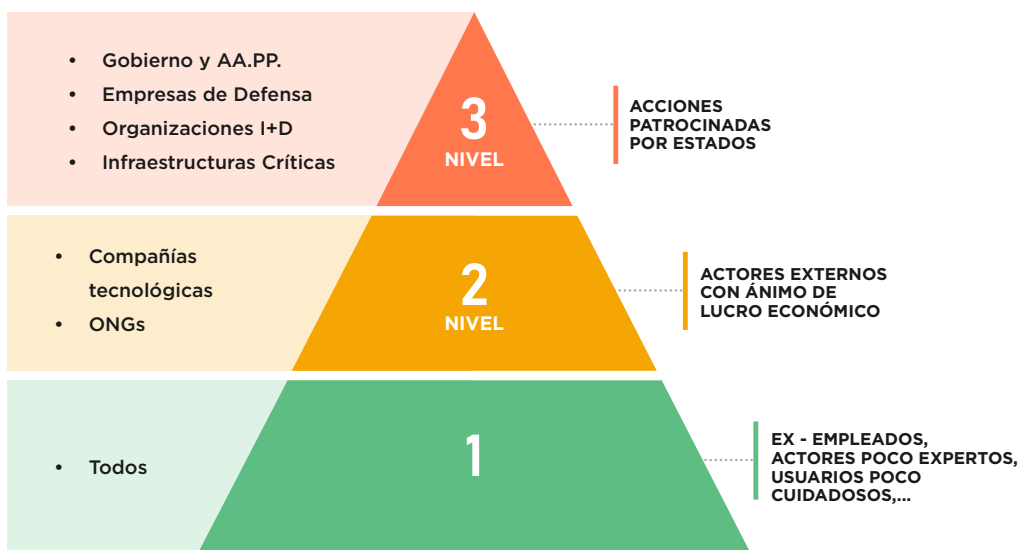 • Gobierno y AA.PP.
• Empresas de Defensa
• Organizaciones I+D
• Infraestructuras Críticas
3
NIVEL
ACCIONES
PATROCINADAS
POR ESTADOS
• Compañías
tecnológicas
• ONGs
2
NIVEL
ACTORES EXTERNOS
CON ÁNIMO DE
LUCRO ECONÓMICO
• Todos
1
EX - EMPLEADOS,
ACTORES POCO EXPERTOS,
USUARIOS POCO
CUIDADOSOS,...